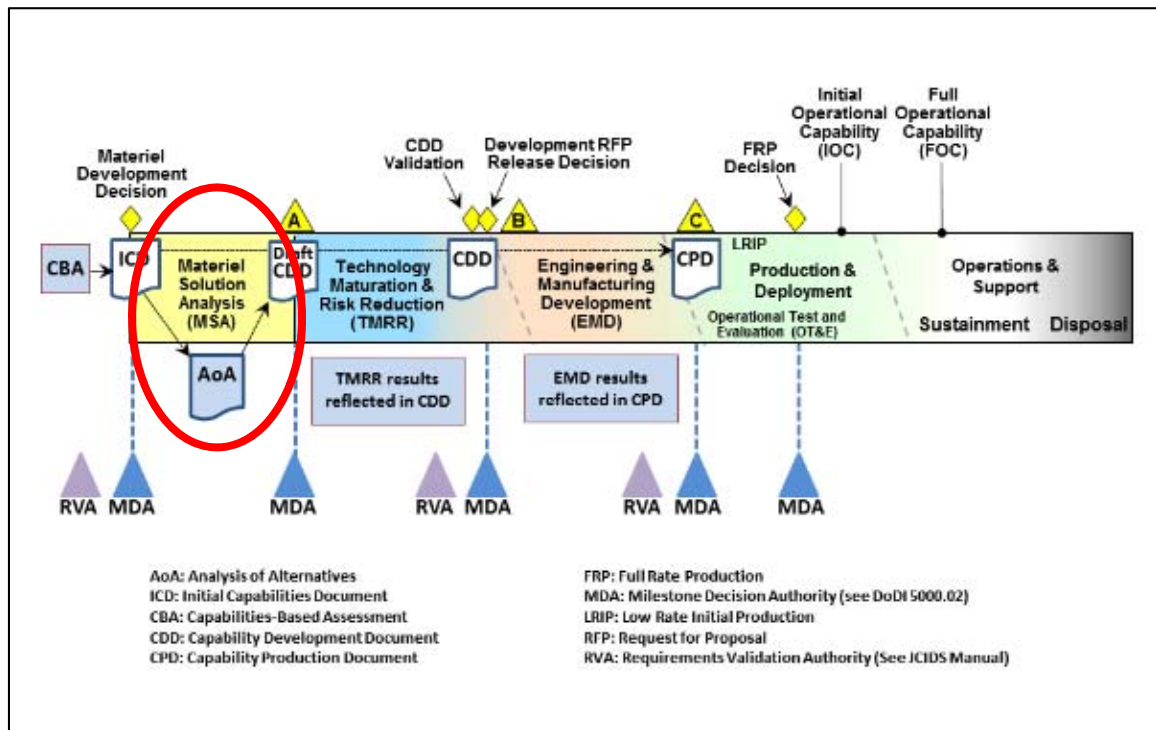 Initial
Operational
Capability
(IOC)
Full
Operational
Capability
(FOC)
Materiel
Development
Decision
CDD
Validation
Development RFP
Release Decision
FRP
Decision
A
B
C
CBA
ICD
Materiel
Solution
Analysis
(MSA)
Draft
CDD
Technology
Maturation &
Risk Reduction
(TMRR)
CDD
Engineering &
Manufacturing
Development
(EMD)
CPD
LRIP
Production &
Deployment
Operational Test and
Evaluation (OT&E)
Operations &
Support
Sustainment Disposal
AoA
TMRR results
reflected in CDD
EMD results
reflected in CPD
RVA MDA MDA RVA MDA RVA MDA MDA
AoA: Analysis of Alternatives
ICD: Initial Capabilities Document
CBA: Capabilities-Based Assessment
CDD: Capability Development Document
CPD: Capability Production Document
FRP: Full Rate Production
MDA: Milestone Decision Authority (see DoDI 5000.02)
LRIP: Low Rate Initial Production
RFP: Request for Proposal
RVA: Requirements Validation Authority (See JCIDS Manual)